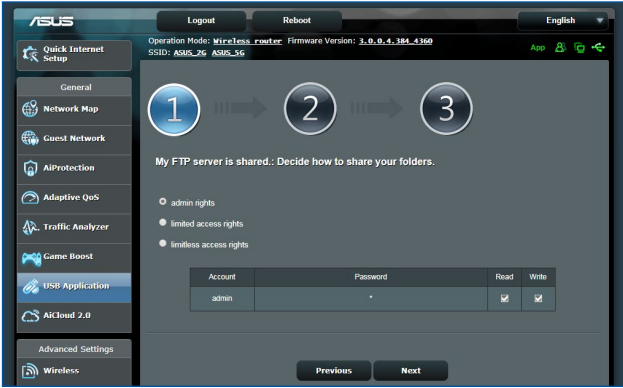 ASUS
Logout
Reboot
English
Operation Mode: Wireless router Firmware Version: 3.0.0.4.384_4360
SSID: ASUS_2G ASUS_5G
App
Quick Internet
Setup
General
Network Map
Guest Network
AiProtection
Adaptive QoS
Traffic Analyzer
Game Boost
USB Application
AiCloud 2.0
Advanced Settings
Wireless
1
2
3
My FTP server is shared.: Decide how to share your folders.
admin rights
limited access rights
limitless access rights
Account Password Read Write
admin *
Previous
Next